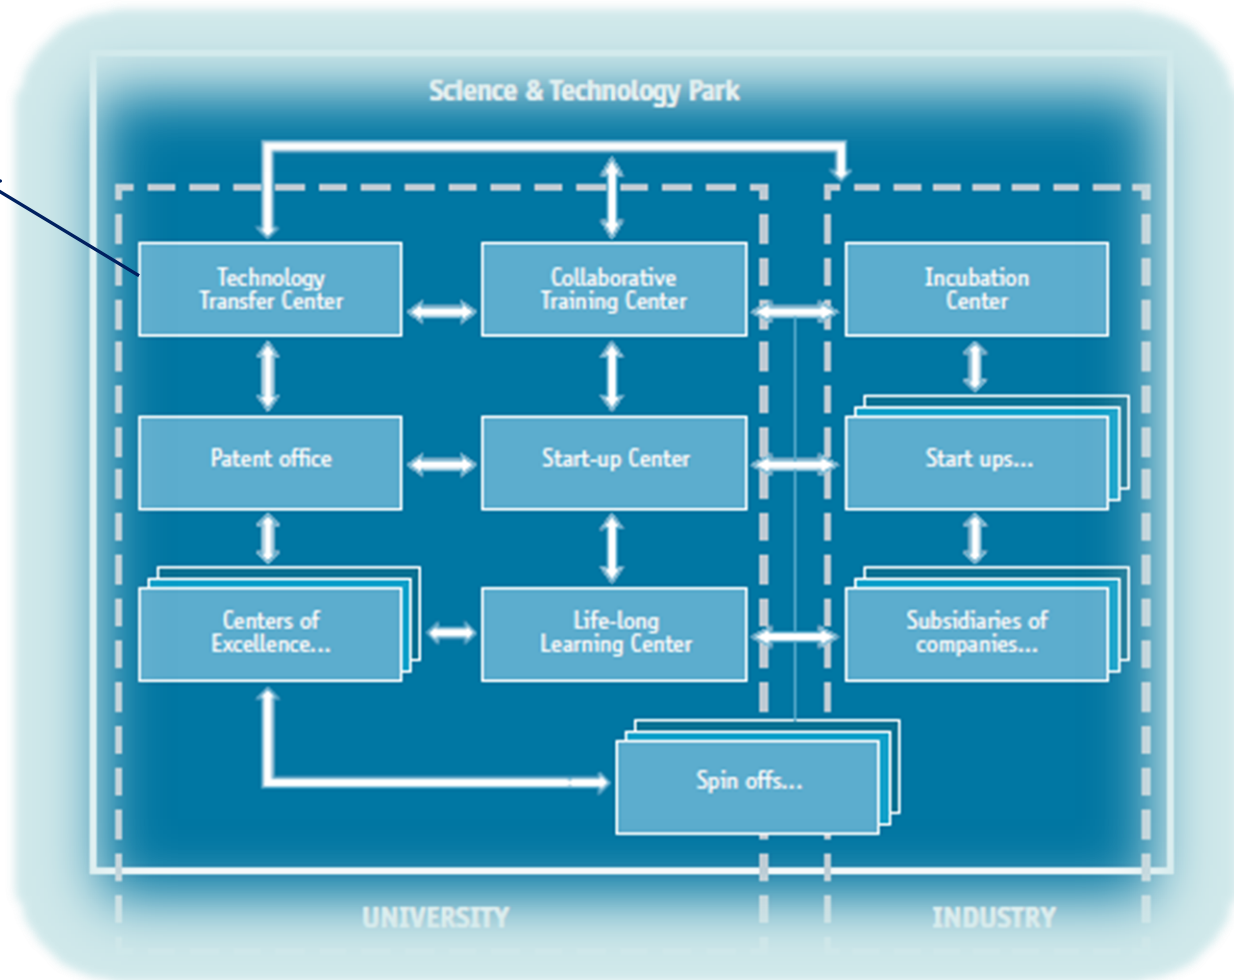 Science & Technology Park
Technology
Transfer Center
Collaborative
Training Center
Incubation
Center
Patent office
Start-up Center
Start ups...
Centers of
Excellence...
Life-long
Learning Center
Subsidiaries of
companies...
Spin offs...
UNIVERSITY
INDUSTRY